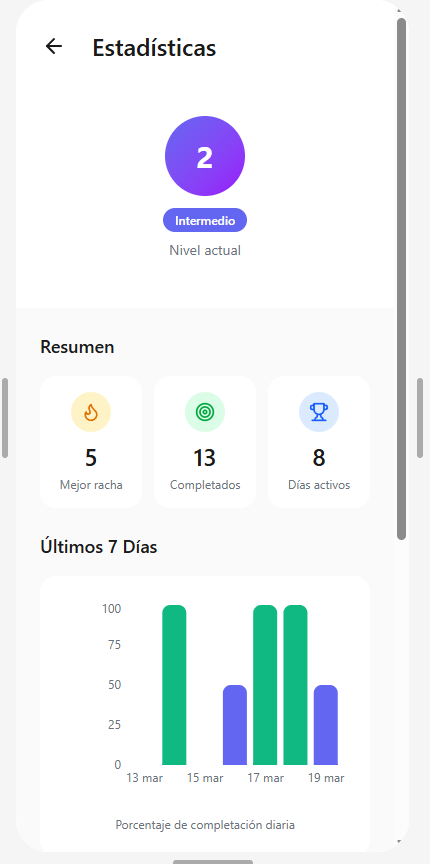 Estadísticas
2
Intermedio
Nivel actual
Resumen
5 13 8
Mejor racha Completados Días activos
Últimos 7 Días
100
75
50
25
0
13 mar 15 mar 17 mar 19 mar
Porcentaje de completación diaria